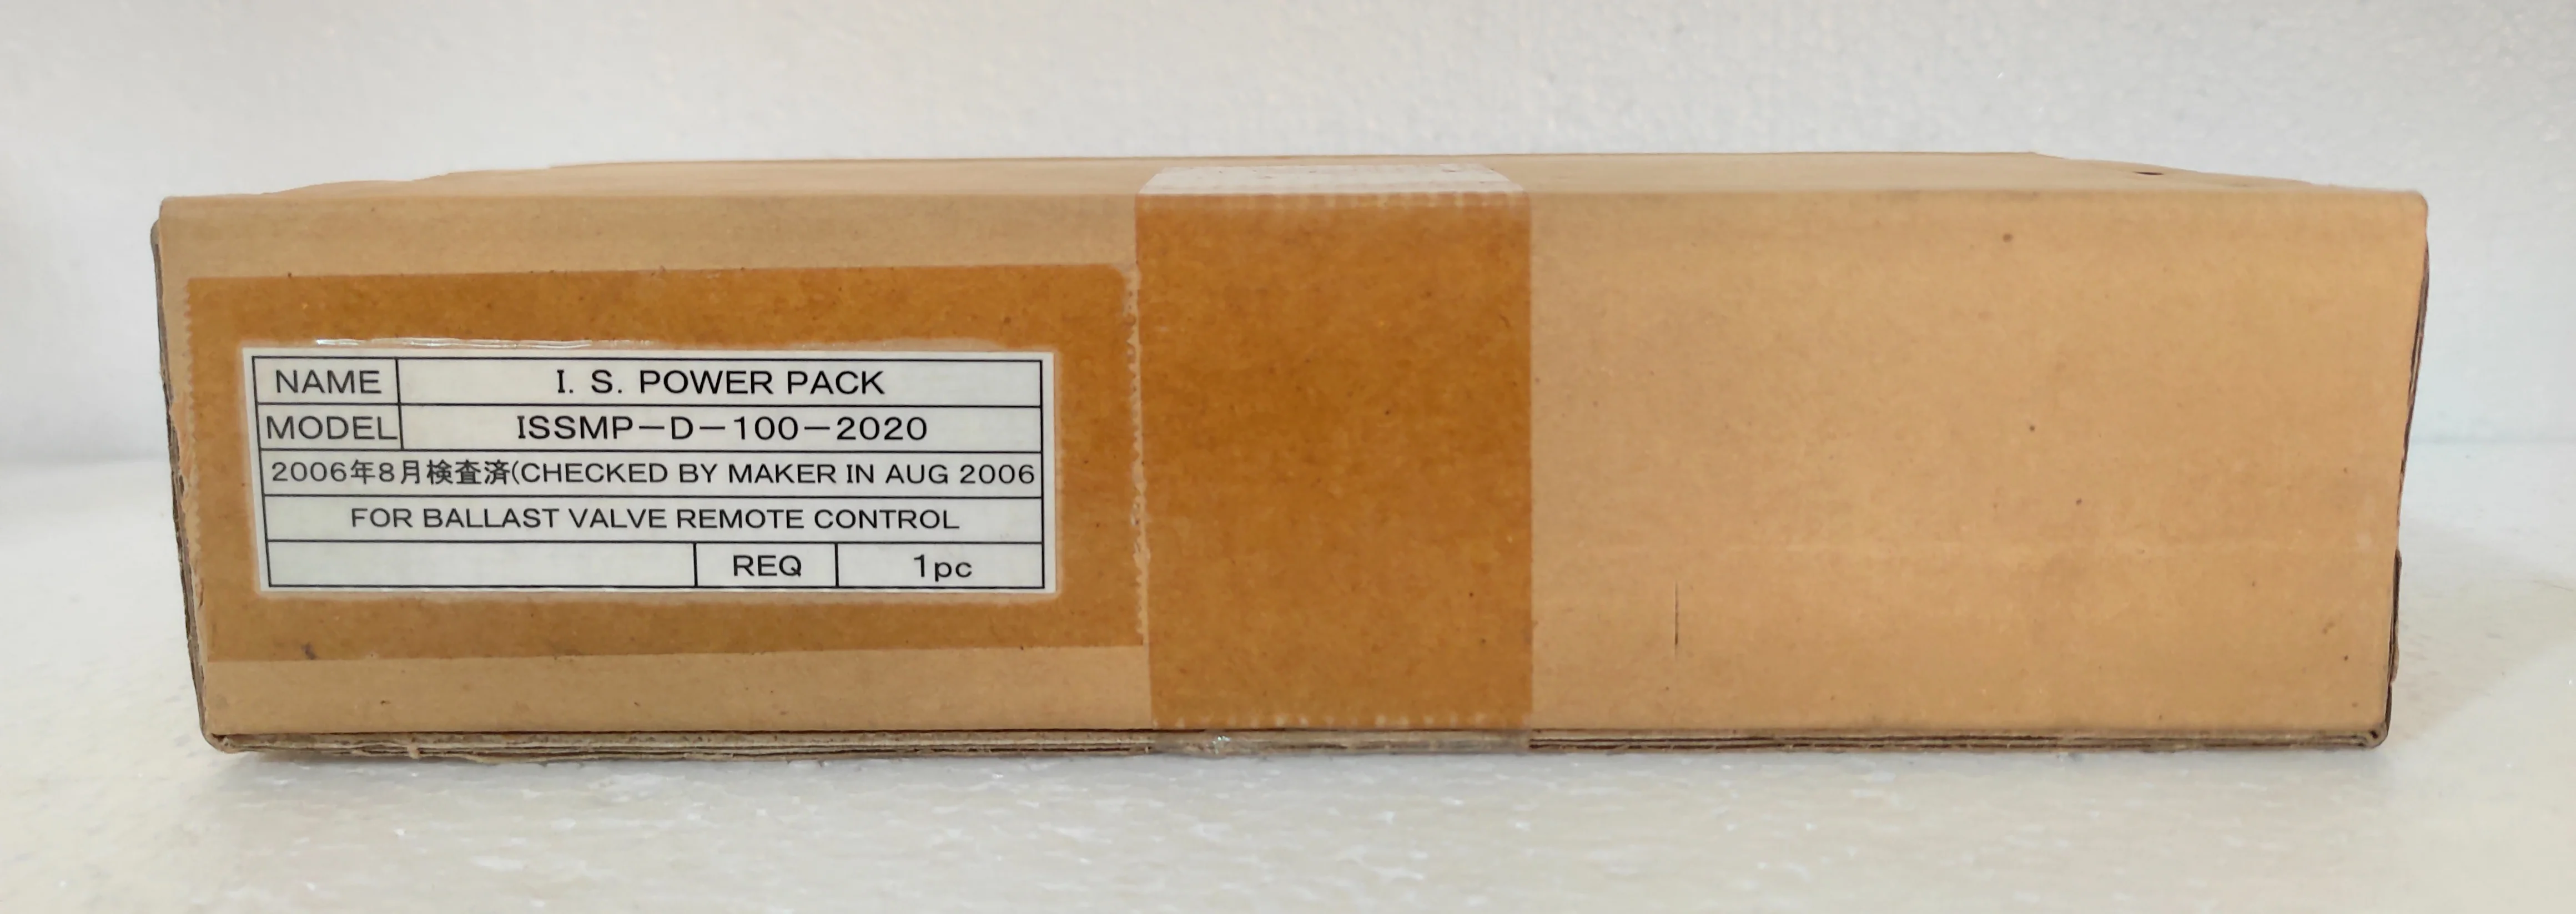 NAME I. S. POWER PACK
MODEL ISSMP-D-100-2020
2006年8月検査済(CHECKED BY MAKER IN AUG 2006
FOR BALLAST VALVE REMOTE CONTROL
REQ 1pc